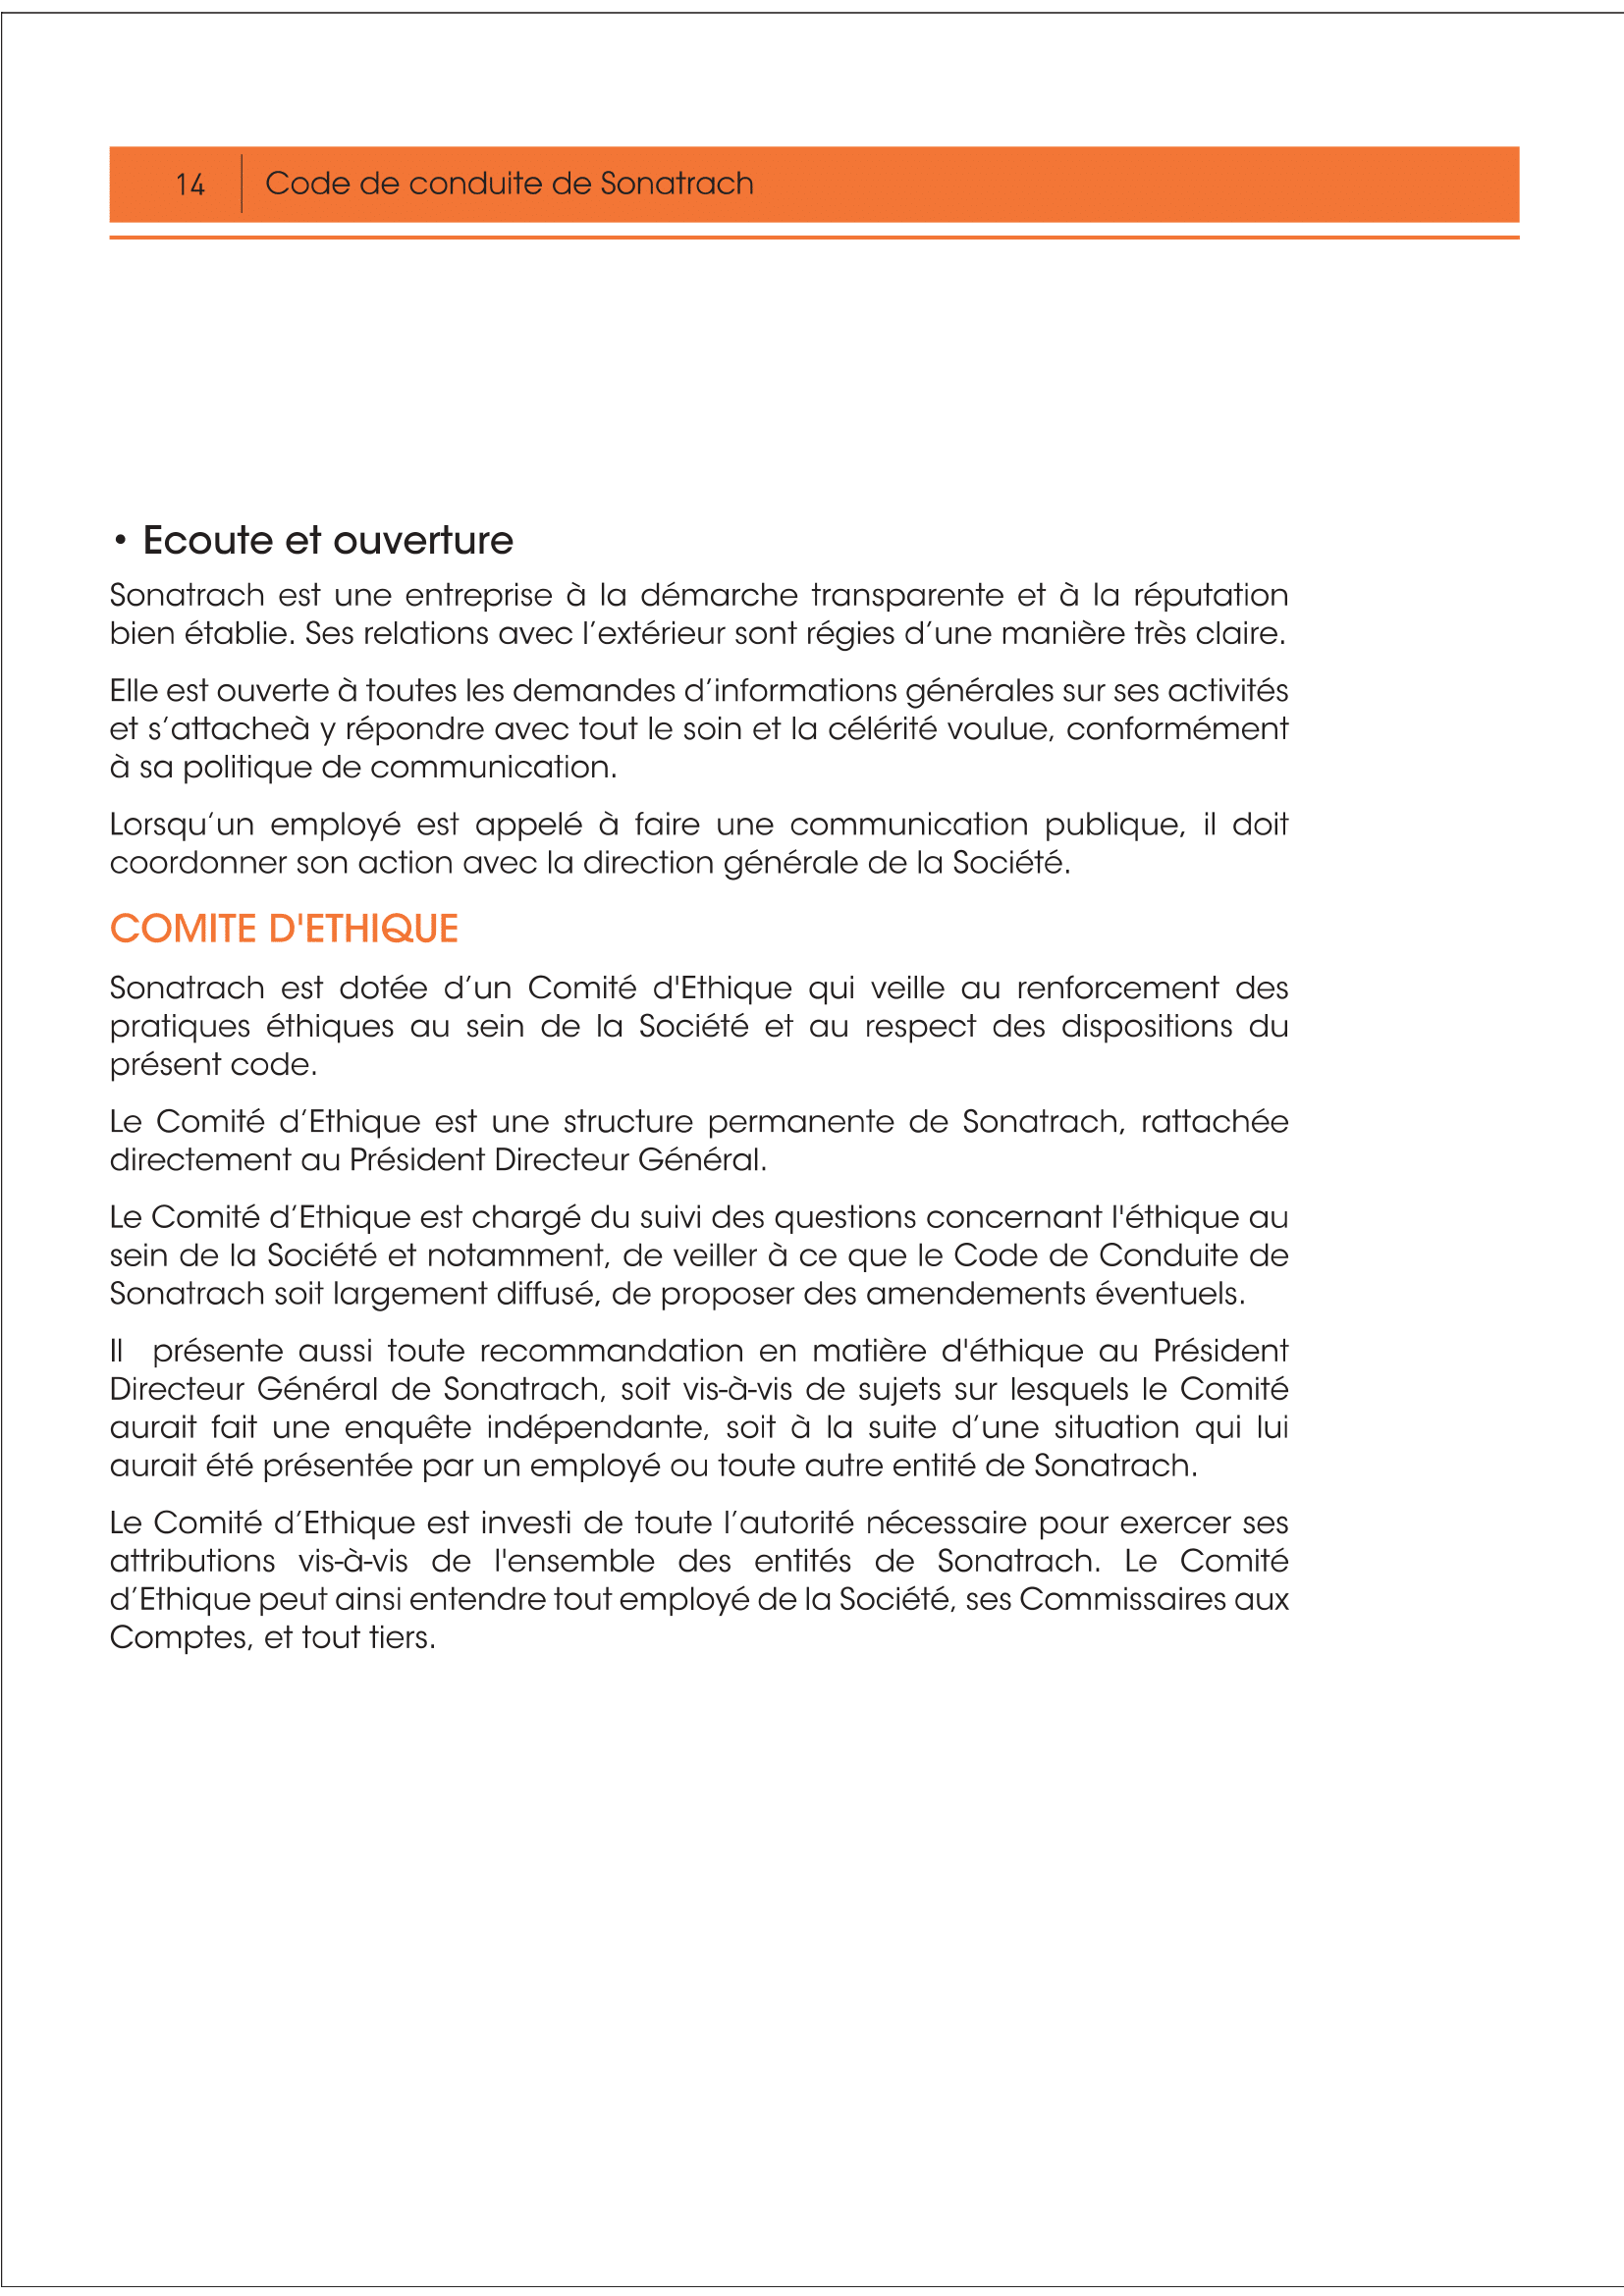 14 Code de conduite de Sonatrach
• Ecoute et ouverture
Sonatrach est une entreprise à la démarche transparente et à la réputation
bien établie. Ses relations avec l’extérieur sont régies d’une manière très claire.
Elle est ouverte à toutes les demandes d’informations générales sur ses activités
et s’attacheà y répondre avec tout le soin et la célérité voulue, conformément
à sa politique de communication.
Lorsqu’un employé est appelé à faire une communication publique, il doit
coordonner son action avec la direction générale de la Société.
COMITE D'ETHIQUE
Sonatrach est dotée d’un Comité d'Ethique qui veille au renforcement des
pratiques éthiques au sein de la Société et au respect des dispositions du
présent code.
Le Comité d’Ethique est une structure permanente de Sonatrach, rattachée
directement au Président Directeur Général.
Le Comité d’Ethique est chargé du suivi des questions concernant l'éthique au
sein de la Société et notamment, de veiller à ce que le Code de Conduite de
Sonatrach soit largement diffusé, de proposer des amendements éventuels.
Il présente aussi toute recommandation en matière d'éthique au Président
Directeur Général de Sonatrach, soit vis-à-vis de sujets sur lesquels le Comité
aurait fait une enquête indépendante, soit à la suite d’une situation qui lui
aurait été présentée par un employé ou toute autre entité de Sonatrach.
Le Comité d’Ethique est investi de toute l’autorité nécessaire pour exercer ses
attributions vis-à-vis de l'ensemble des entités de Sonatrach. Le Comité
d’Ethique peut ainsi entendre tout employé de la Société, ses Commissaires aux
Comptes, et tout tiers.